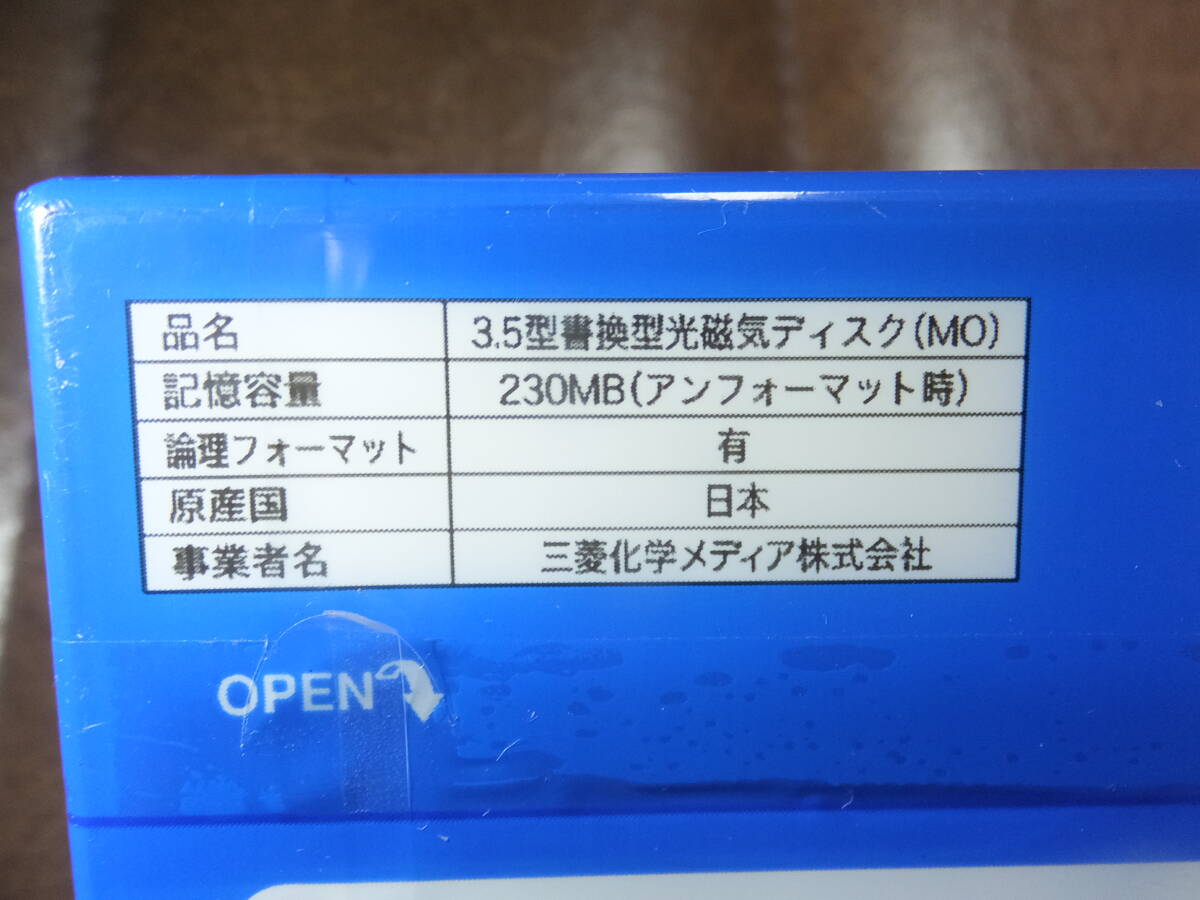 品名 3.5型書換型光磁気ディスク(MO)
記憶容量 230MB(アンフォーマット時)
論理フォーマット 有
原産国 日本
事業者名 三菱化学メディア株式会社
OPEN